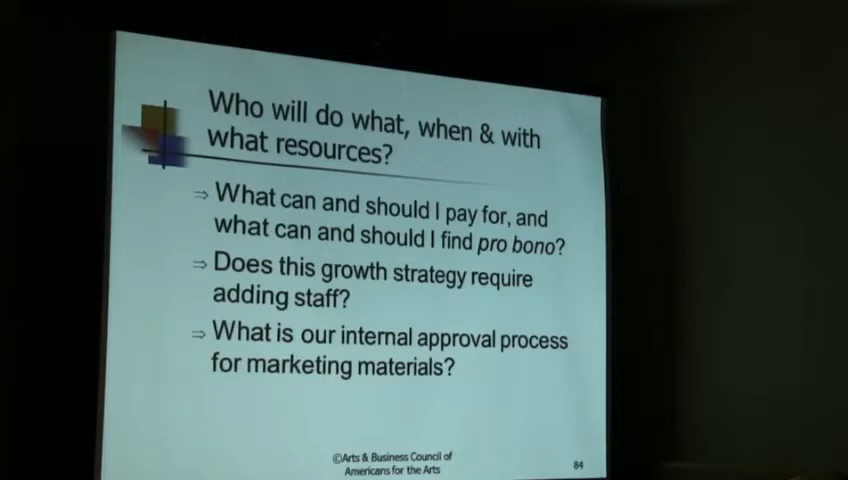 Who will do what, when & with
what resources?
⇒ What can and should I pay for, and
what can and should I find pro bono?
⇒ Does this growth strategy require
adding staff?
⇒ What is our internal approval process
for marketing materials?
©Arts & Business Council of
Americans for the Arts
84